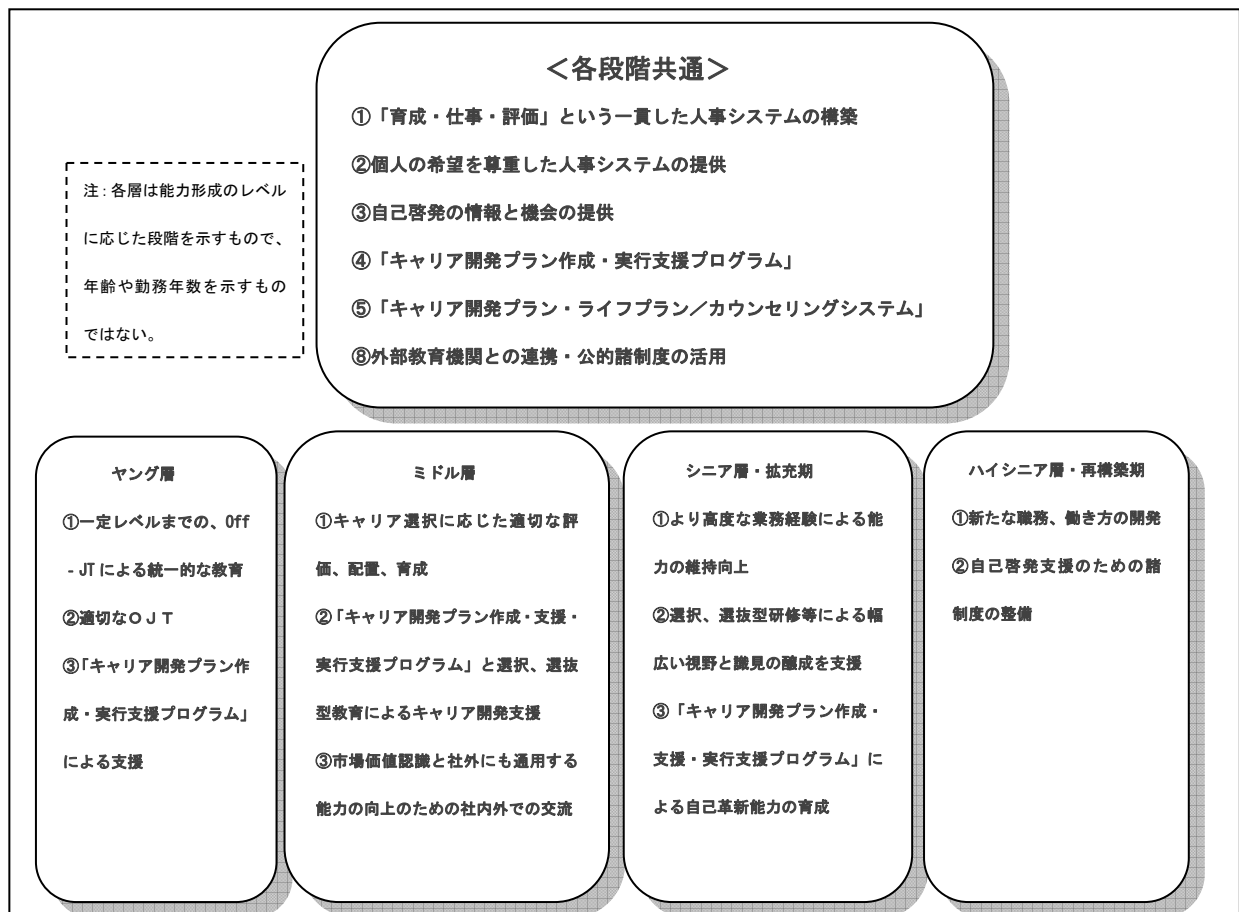 ＜各段階共通＞
①「育成・仕事・評価」という一貫した人事システムの構築
②個人の希望を尊重した人事システムの提供
③自己啓発の情報と機会の提供
④「キャリア開発プラン作成・実行支援プログラム」
⑤「キャリア開発プラン・ライフプラン／カウンセリングシステム」
⑧外部教育機関との連携・公的諸制度の活用
注：各層は能力形成のレベル
に応じた段階を示すもので、
年齢や勤務年数を示すもの
ではない。
ヤング層
①一定レベルまでの、Off
-JTによる統一的な教育
②適切なＯＪＴ
③「キャリア開発プラン作
成・実行支援プログラム」
による支援
ミドル層
①キャリア選択に応じた適切な評
価、配置、育成
②「キャリア開発プラン作成・支援・
実行支援プログラム」と選択、選抜
型教育によるキャリア開発支援
③市場価値認識と社外にも通用する
能力の向上のための社内外での交流
シニア層・拡充期
①より高度な業務経験による能
力の維持向上
②選択、選抜型研修等による幅
広い視野と識見の醸成を支援
③「キャリア開発プラン作成・
支援・実行支援プログラム」に
よる自己革新能力の育成
ハイシニア層・再構築期
①新たな職務、働き方の開発
②自己啓発支援のための諸
制度の整備